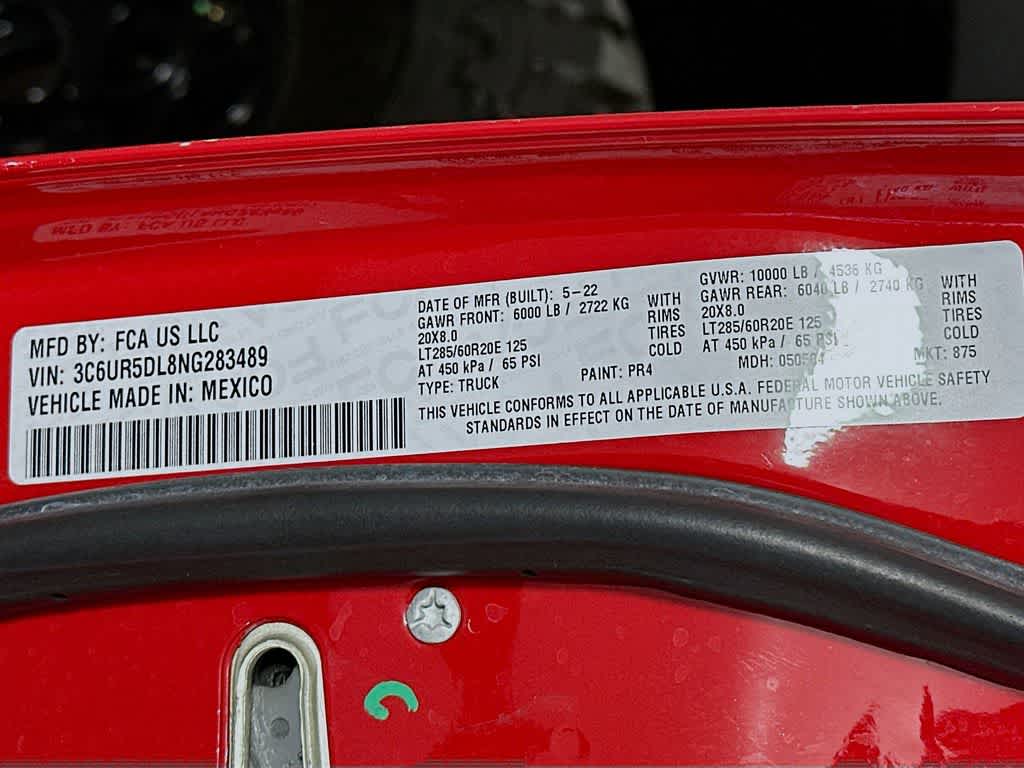 MFD BY: FCA US LLC
VIN: 3C6UR5DL8NG283489
VEHICLE MADE IN: MEXICO
DATE OF MFR (BUILT): 5-22
GAWR FRONT: 6000 LB / 2722 KG
20X8.0
LT285/60R20E 125
AT 450 kPa / 65 PSI
TYPE: TRUCK
WITH
RIMS
TIRES
COLD
PAINT: PR4
GVWR: 10000 LB / 4536 KG
GAWR REAR: 6040 LB / 2740 KG
20X8.0
LT285/60R20E 125
AT 450 kPa / 65 PSI
WITH
RIMS
TIRES
COLD
MDH: 050504
MKT: 875
THIS VEHICLE CONFORMS TO ALL APPLICABLE U.S.A. FEDERAL MOTOR VEHICLE SAFETY
STANDARDS IN EFFECT ON THE DATE OF MANUFACTURE SHOWN ABOVE.